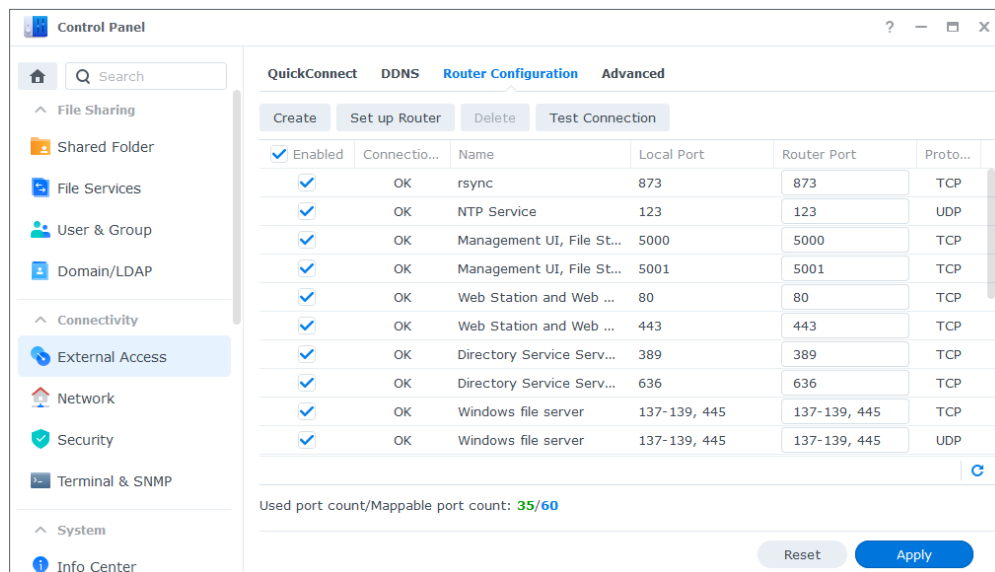 Control Panel
?
Search
File Sharing
Shared Folder
File Services
User & Group
Domain/LDAP
Connectivity
External Access
Network
Security
Terminal & SNMP
System
Info Center
QuickConnect DDNS Router Configuration Advanced
Create Set up Router Delete Test Connection
Enabled Connectio... Name Local Port Router Port Proto...
OK rsync 873 873 TCP
OK NTP Service 123 123 UDP
OK Management UI, File St... 5000 5000 TCP
OK Management UI, File St... 5001 5001 TCP
OK Web Station and Web ... 80 80 TCP
OK Web Station and Web ... 443 443 TCP
OK Directory Service Serv... 389 389 TCP
OK Directory Service Serv... 636 636 TCP
OK Windows file server 137-139, 445 137-139, 445 TCP
OK Windows file server 137-139, 445 137-139, 445 UDP
Used port count/Mappable port count: 35/60
Reset Apply